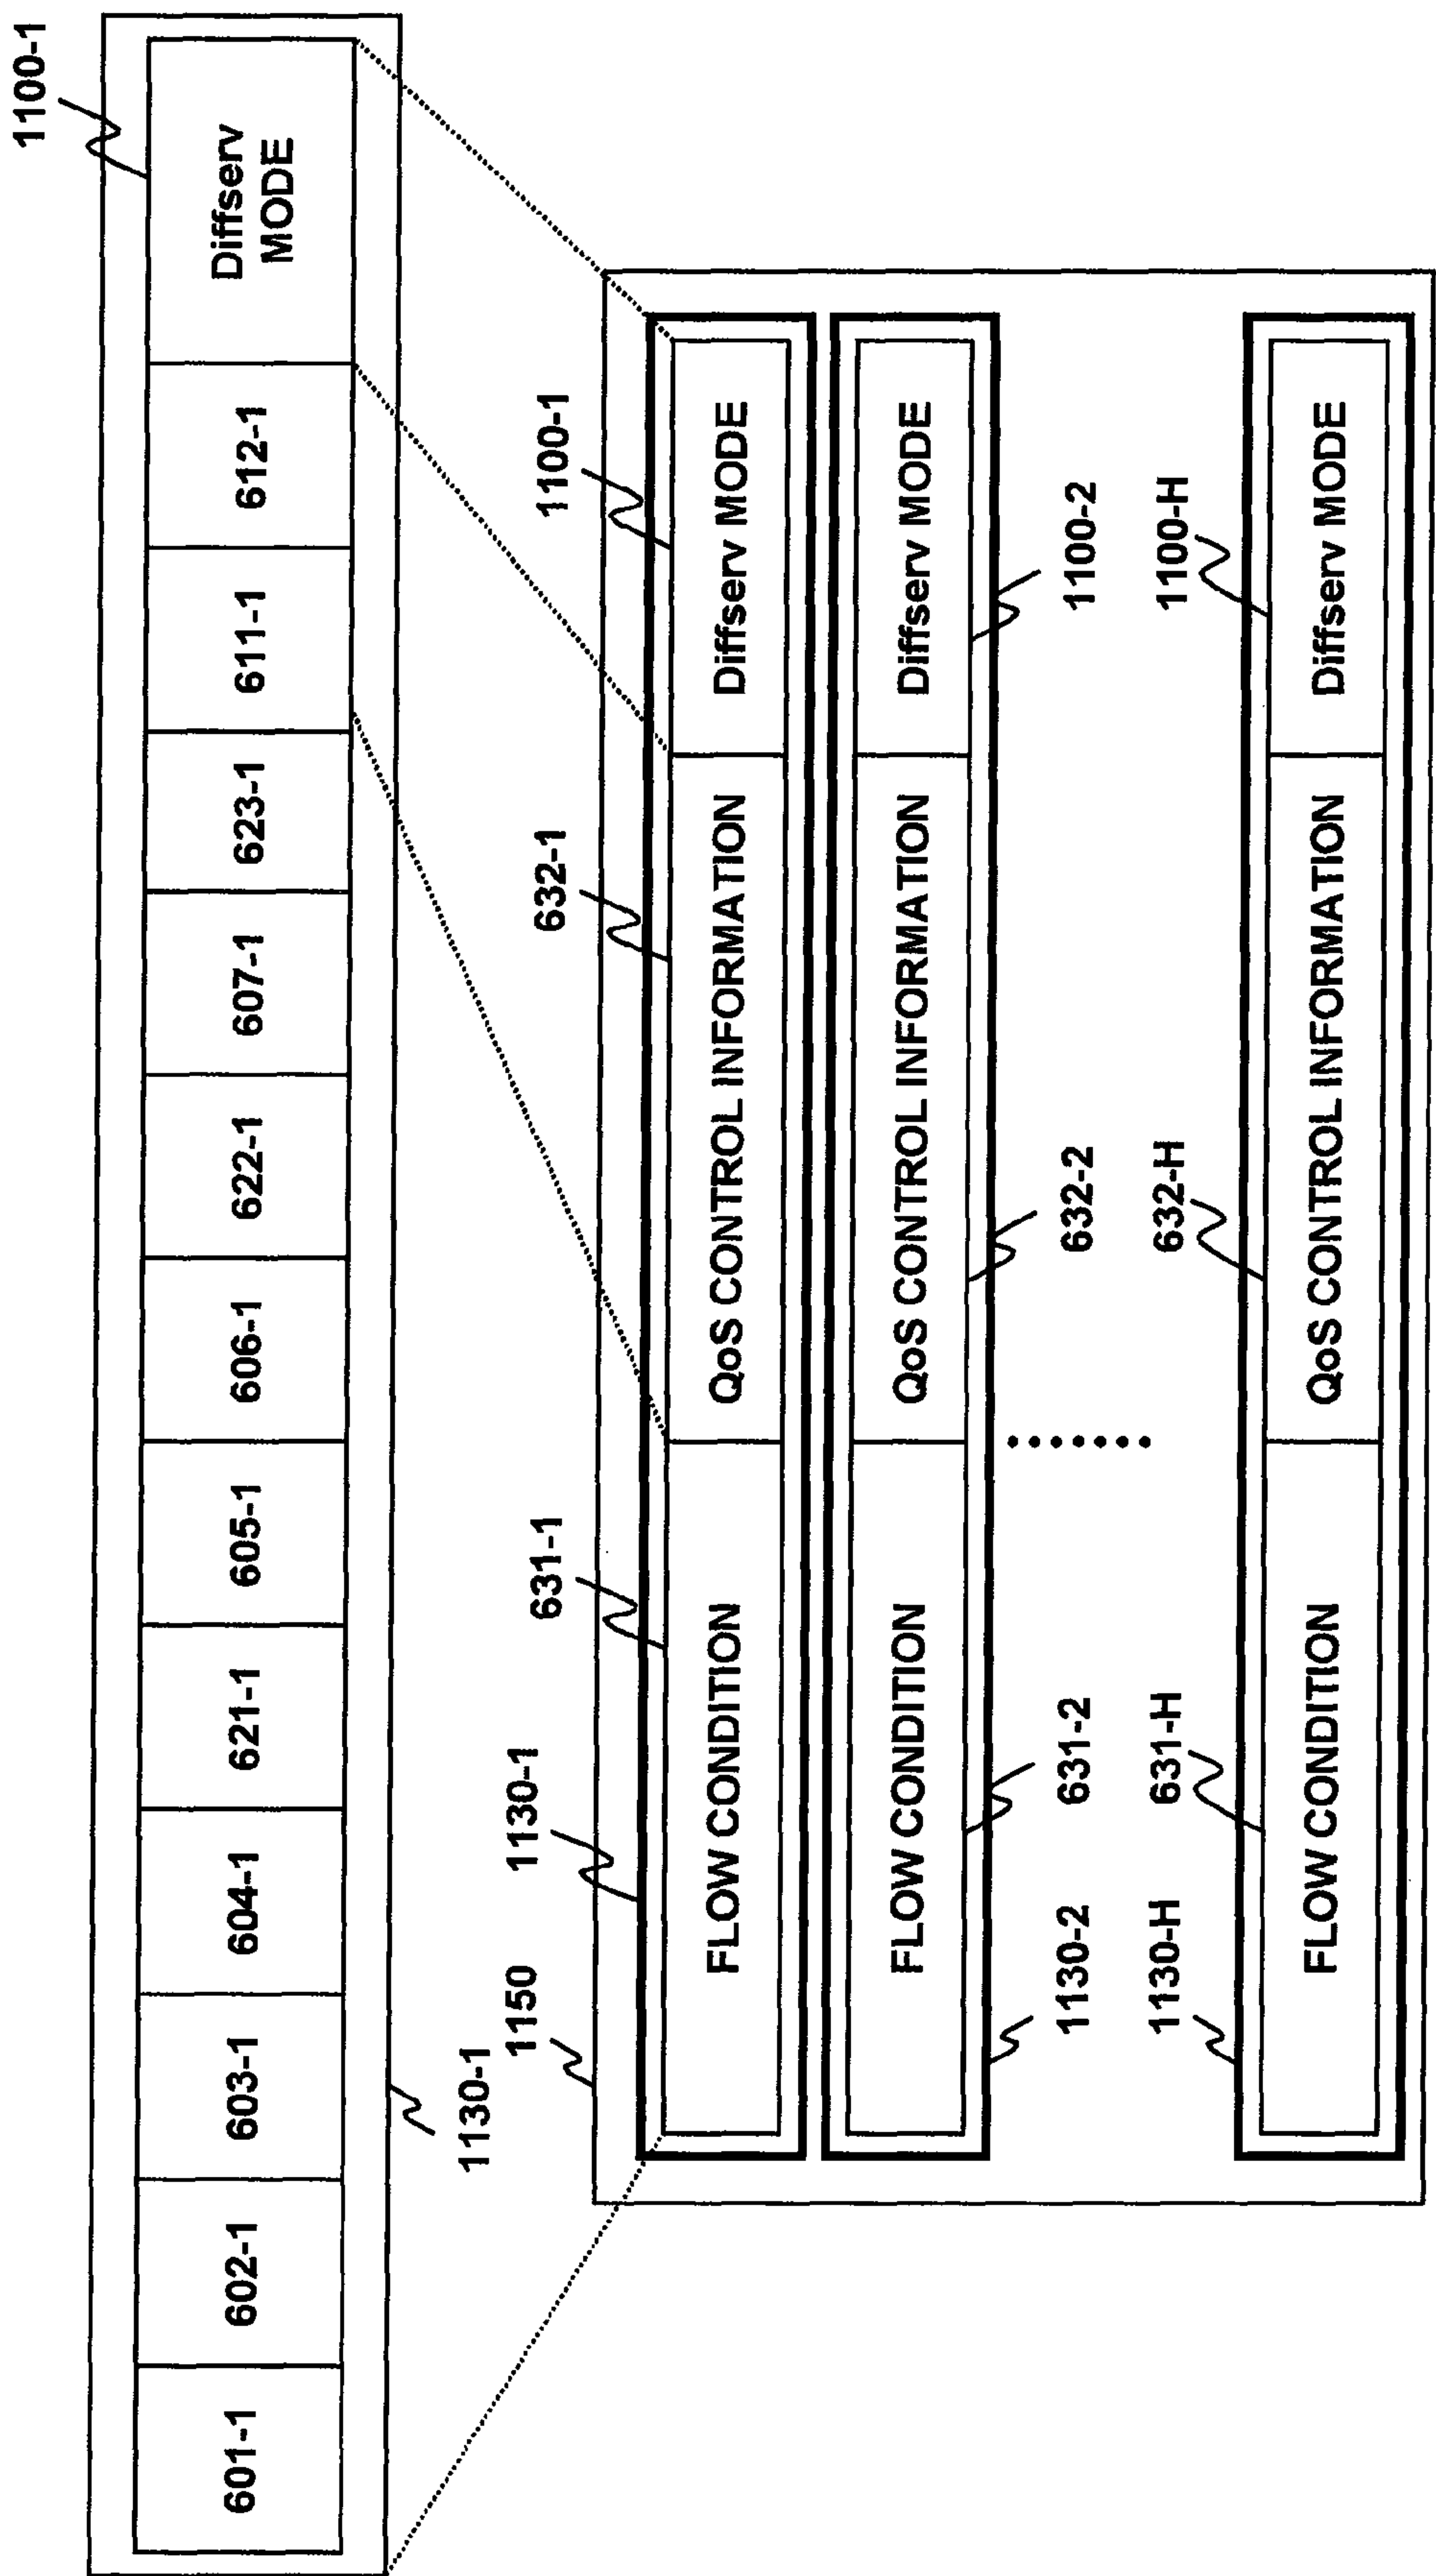 1100-1
601-1
602-1
603-1
604-1
621-1
605-1
606-1
622-1
607-1
623-1
611-1
612-1
Diffserv
MODE
1130-1
1150
1130-1
631-1
632-1
1100-1
FLOW CONDITION
QoS CONTROL INFORMATION
Diffserv MODE
FLOW CONDITION
QoS CONTROL INFORMATION
Diffserv MODE
1130-2
631-2
632-2
1100-2
1130-H
631-H
632-H
1100-H
FLOW CONDITION
QoS CONTROL INFORMATION
Diffserv MODE